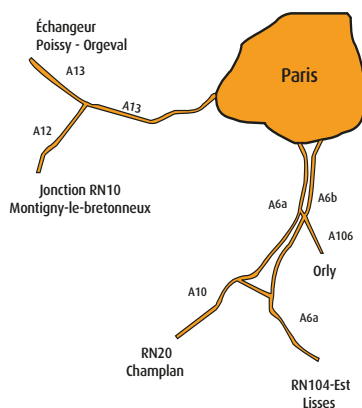 Échangeur
Poissy - Orgeval
A13
A13
Paris
A12
Jonction RN10
Montigny-le-bretonneux
A6a
A6b
A106
Orly
A10
A6a
RN20
Champlan
RN104-Est
Lisses